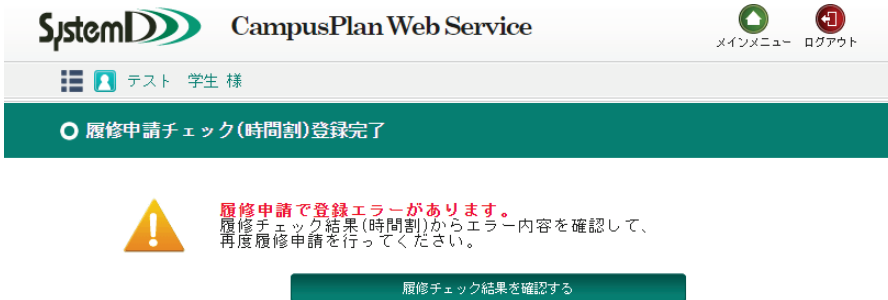 SystemD CampusPlan Web Service
メインメニュー ログアウト
テスト 学生 様
履修申請チェック(時間割)登録完了
履修申請で登録エラーがあります。
履修チェック結果(時間割)からエラー内容を確認して、
再度履修申請を行ってください。
履修チェック結果を確認する